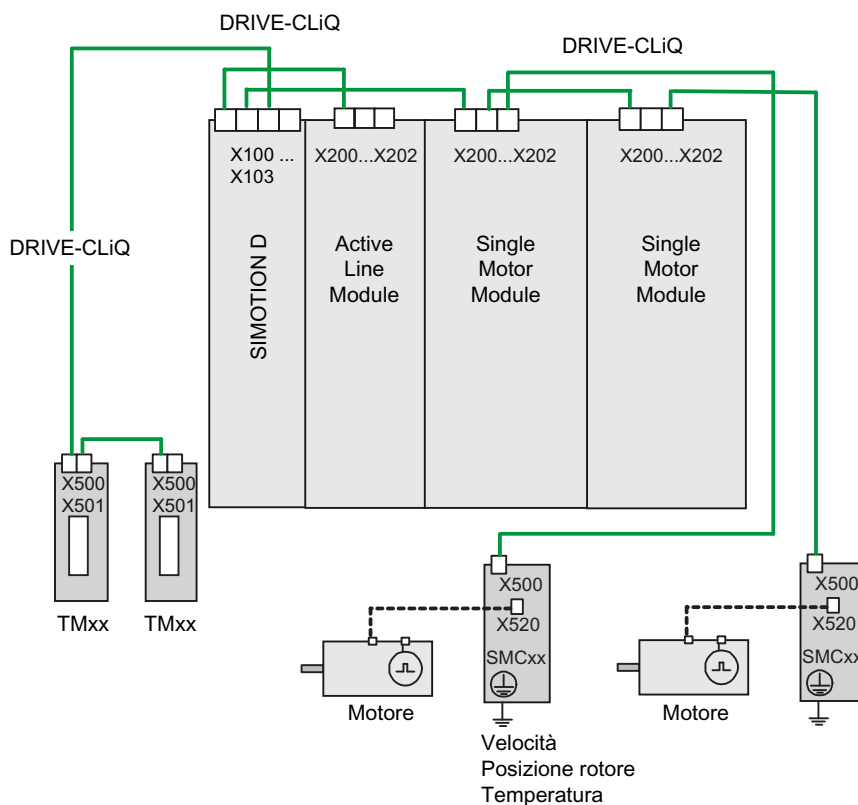 DRIVE-CLiQ
DRIVE-CLiQ
X100 ...
X103
X200...X202
X200...X202
X200...X202
DRIVE-CLiQ
SIMOTION D
Active
Line
Module
Single
Motor
Module
Single
Motor
Module
X500
X501
X500
X501
TMxx
TMxx
X500
X520
SMCxx
X500
X520
SMCxx
Motore
Motore
Velocità
Posizione rotore
Temperatura